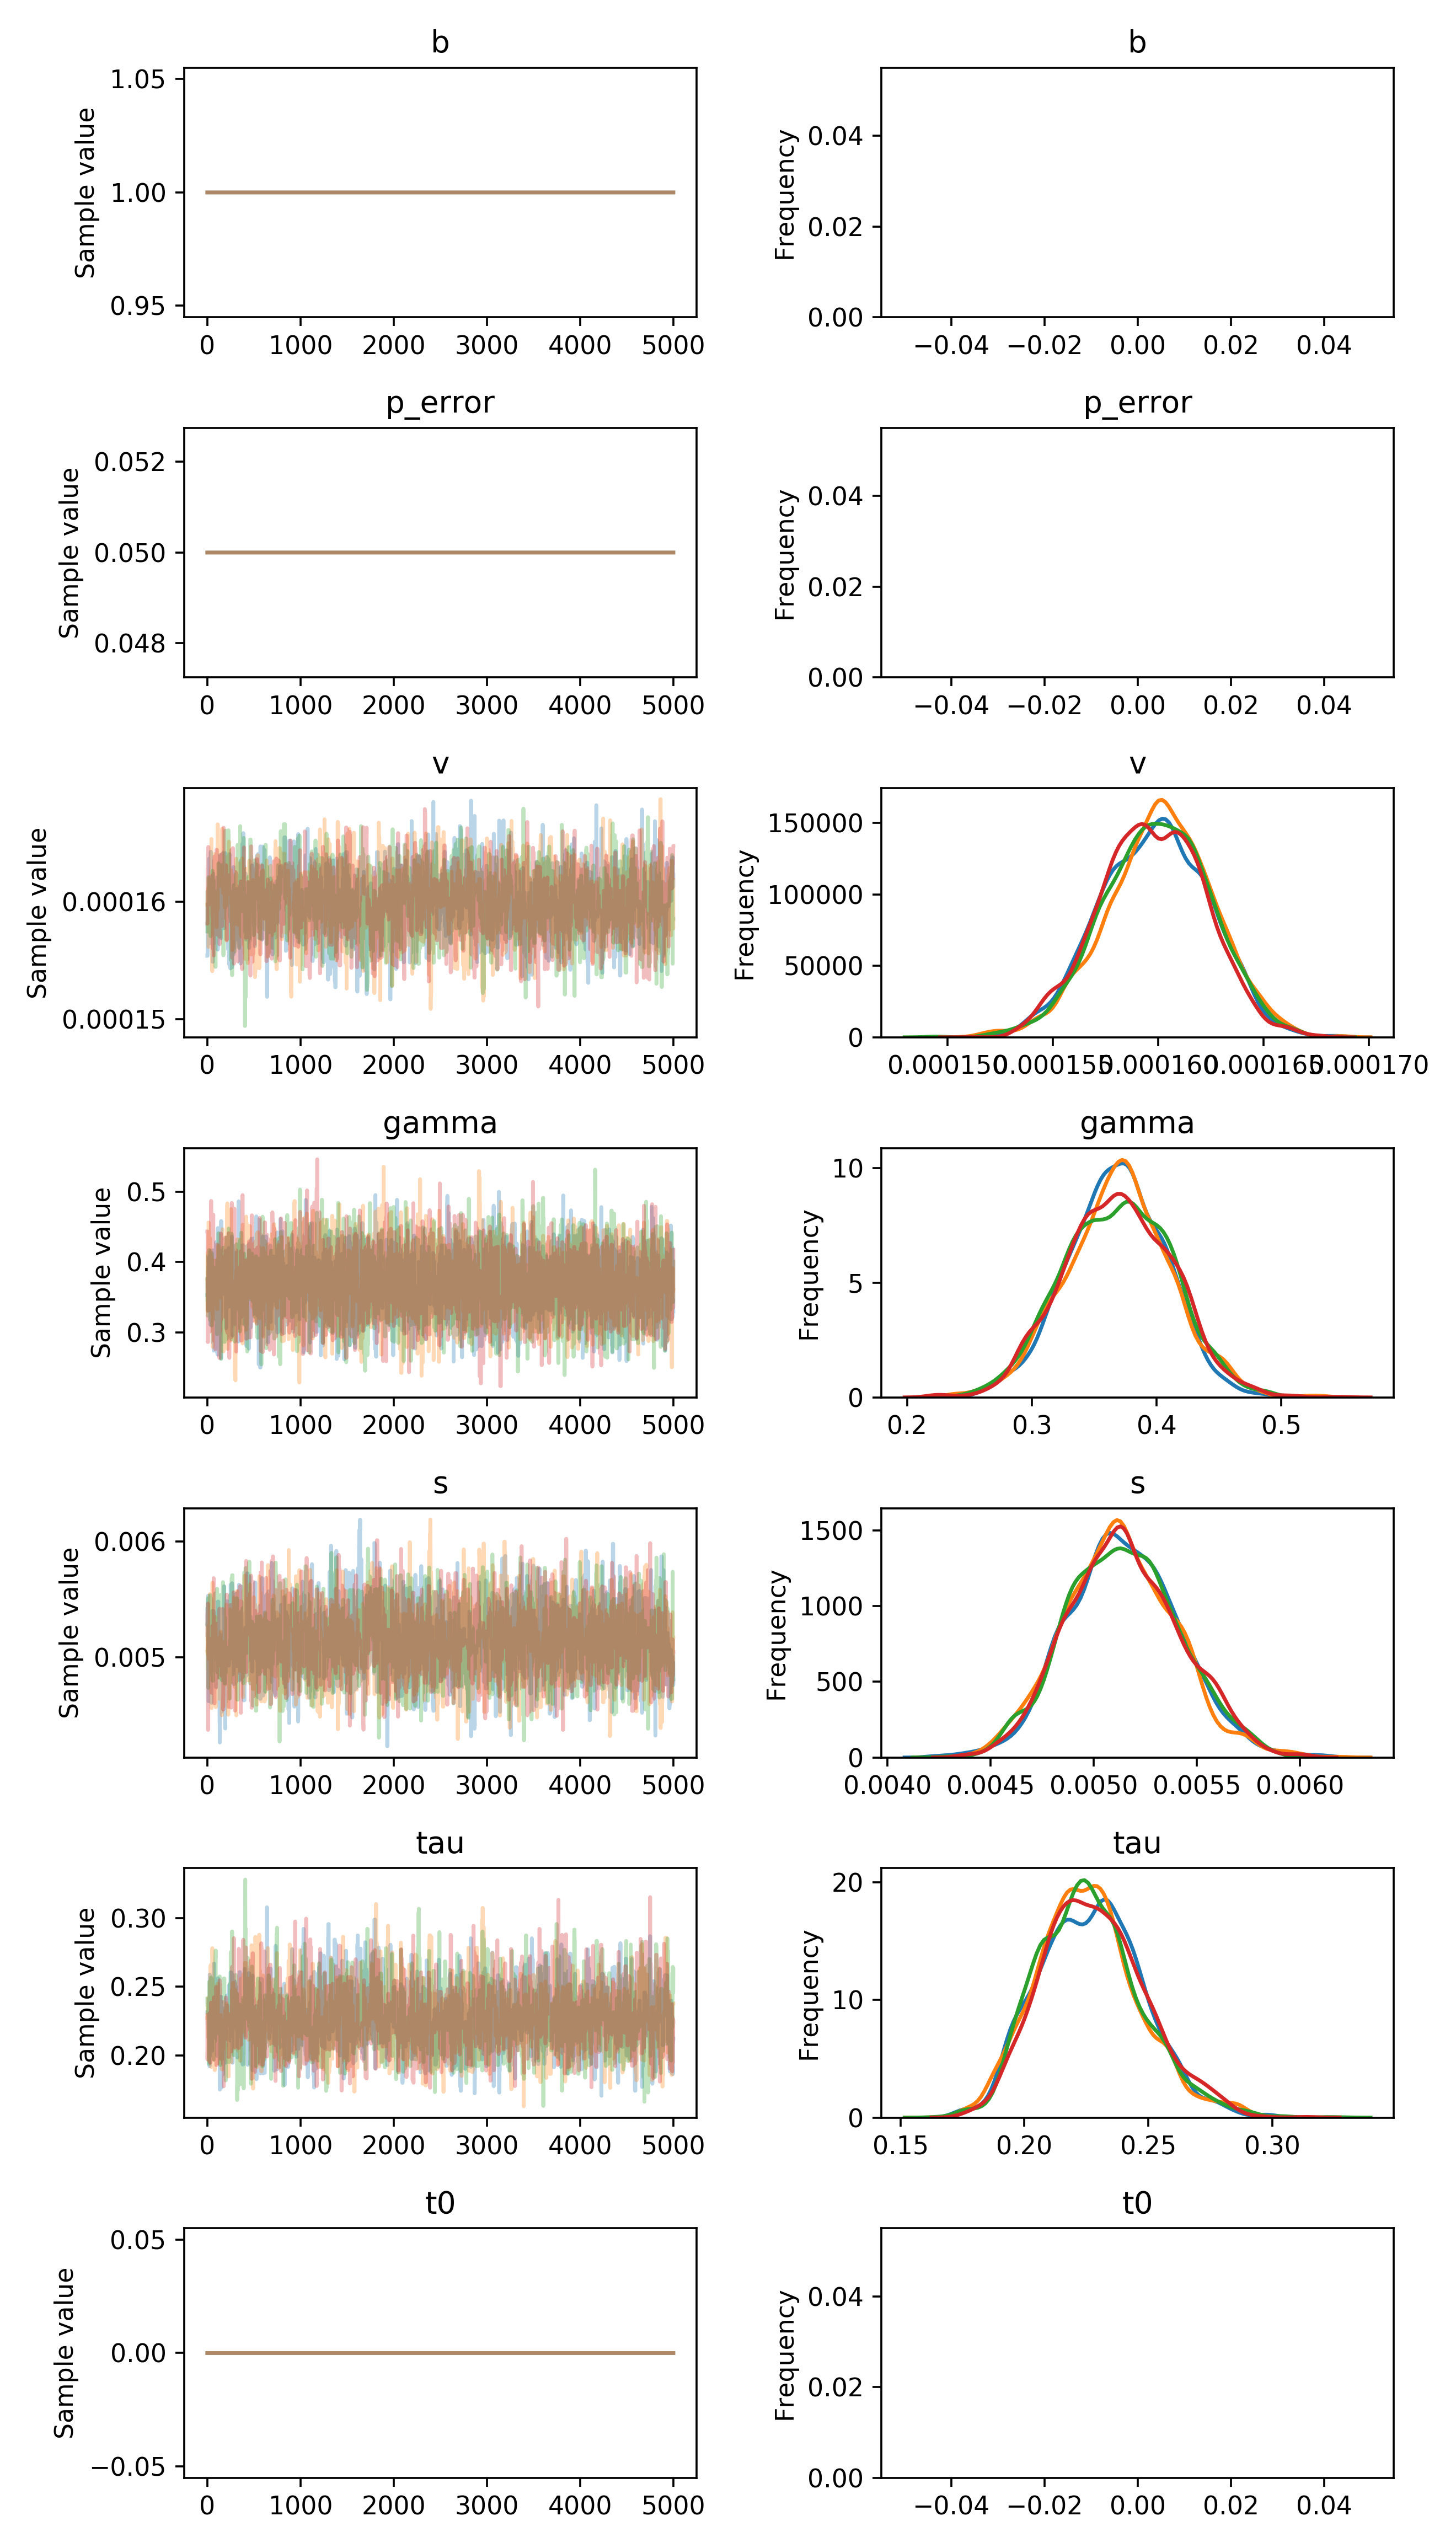 b
1.05
1.00
0.95
Sample value
0 1000 2000 3000 4000 5000
b
0.04
0.02
0.00
Frequency
−0.04 −0.02 0.00 0.02 0.04
p_error
0.052
0.050
0.048
Sample value
0 1000 2000 3000 4000 5000
p_error
0.04
0.02
0.00
Frequency
−0.04 −0.02 0.00 0.02 0.04
v
0.00016
0.00015
Sample value
0 1000 2000 3000 4000 5000
v
150000
100000
50000
0
Frequency
0.000150 0.000155 0.000160 0.000165 0.000170
gamma
0.5
0.4
0.3
Sample value
0 1000 2000 3000 4000 5000
gamma
10
5
0
Frequency
0.2 0.3 0.4 0.5
s
0.006
0.005
Sample value
0 1000 2000 3000 4000 5000
s
1500
1000
500
0
Frequency
0.0040 0.0045 0.0050 0.0055 0.0060
tau
0.30
0.25
0.20
Sample value
0 1000 2000 3000 4000 5000
tau
20
10
0
Frequency
0.15 0.20 0.25 0.30
t0
0.05
0.00
−0.05
Sample value
0 1000 2000 3000 4000 5000
t0
0.04
0.02
0.00
Frequency
−0.04 −0.02 0.00 0.02 0.04